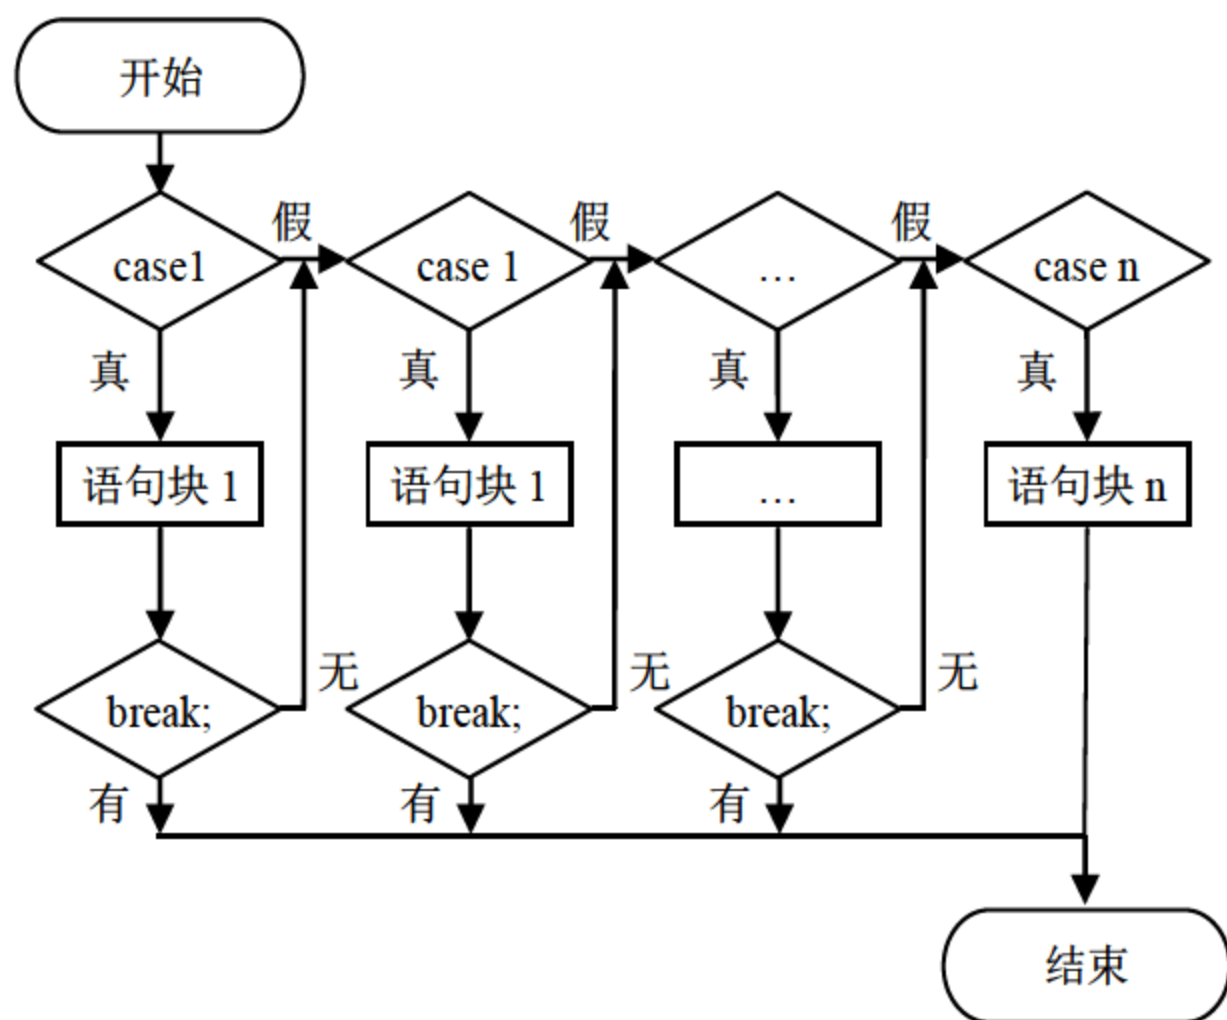 开始
假 假 假
case1 case 1 … case n
真 真 真 真
语句块 1 语句块 1 … 语句块 n
无 无 无
break; break; break;
有 有 有
结束